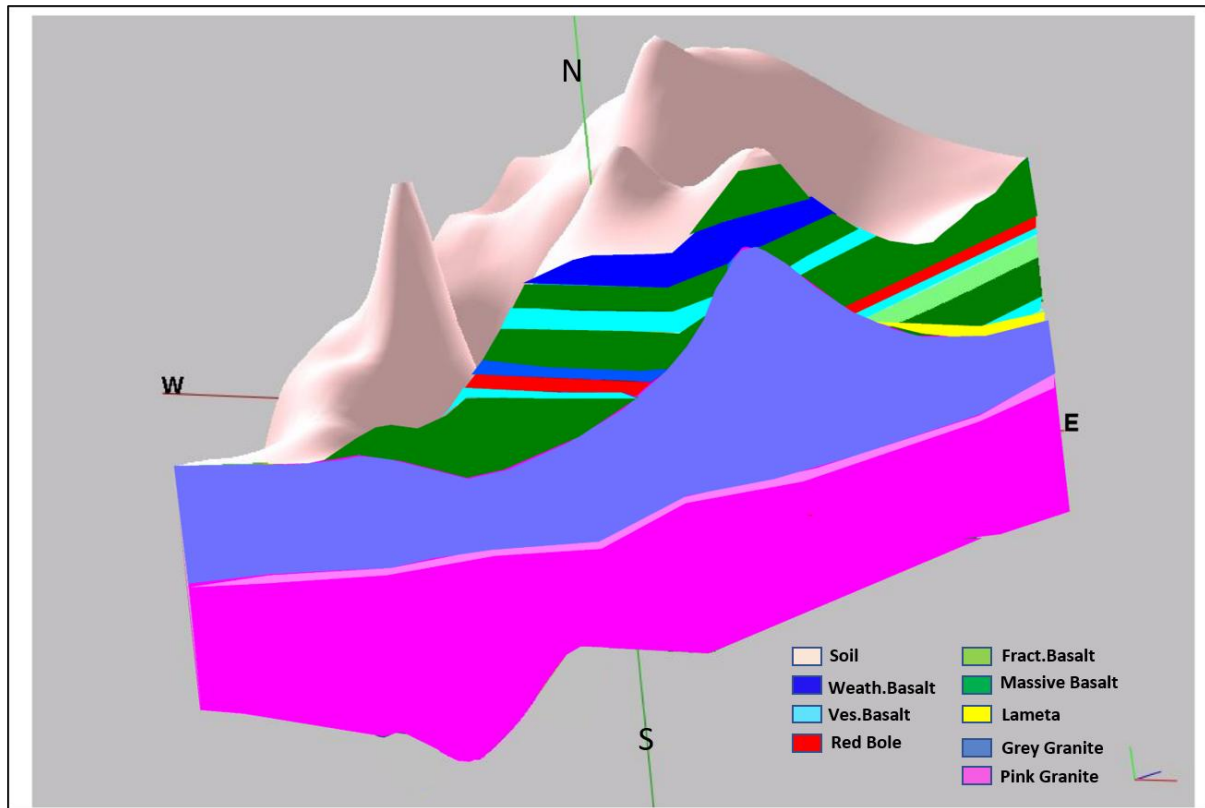 N
W
E
S
Soil
Weath.Basalt
Ves.Basalt
Red Bole
Fract.Basalt
Massive Basalt
Lameta
Grey Granite
Pink Granite